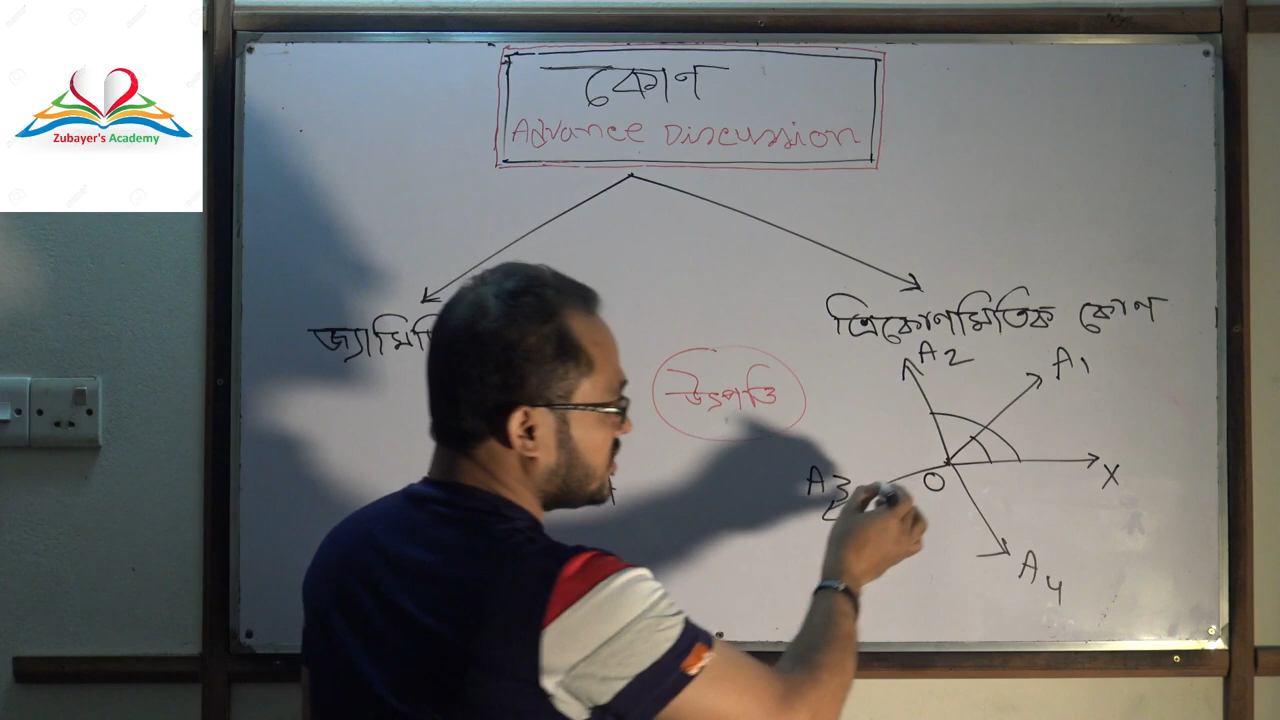 Zubayer's Academy
কোণ
Advance Discussion
ত্রিকোণমিতিক কোণ
উৎপত্তি
A2
A1
A3
O
X
A4